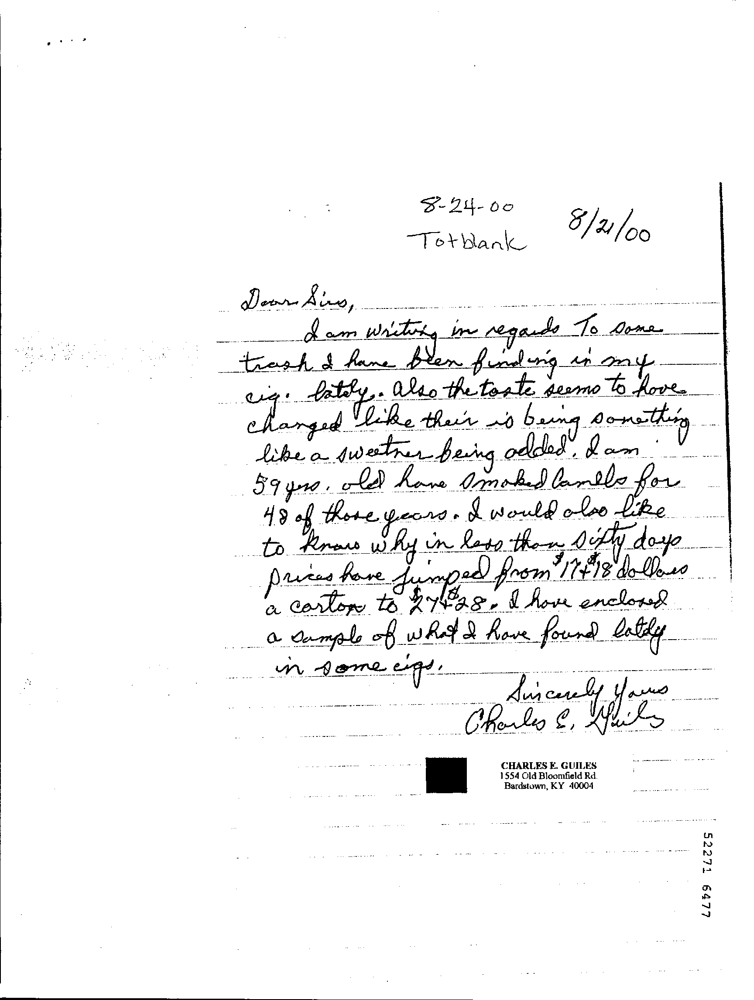 8-24-00
Totblank
8/21/00
Dear Sirs,
I am writing in regards To some
trash I have been finding in my
cig. lately. Also the taste seems to have
changed like their is being something
like a sweetner being added. I am
59 yrs. old have smoked Camels for
48 of those years. I would also like
to know why in less than sixty days
prices have jumped from $17+$18 dollars
a carton to $27+$28. I have enclosed
a sample of what I have found lately
in some cigs.
Sincerely Yours
Charles E. Guiles
CHARLES E. GUILES
1554 Old Bloomfield Rd.
Bardstown, KY 40004
52271 6477